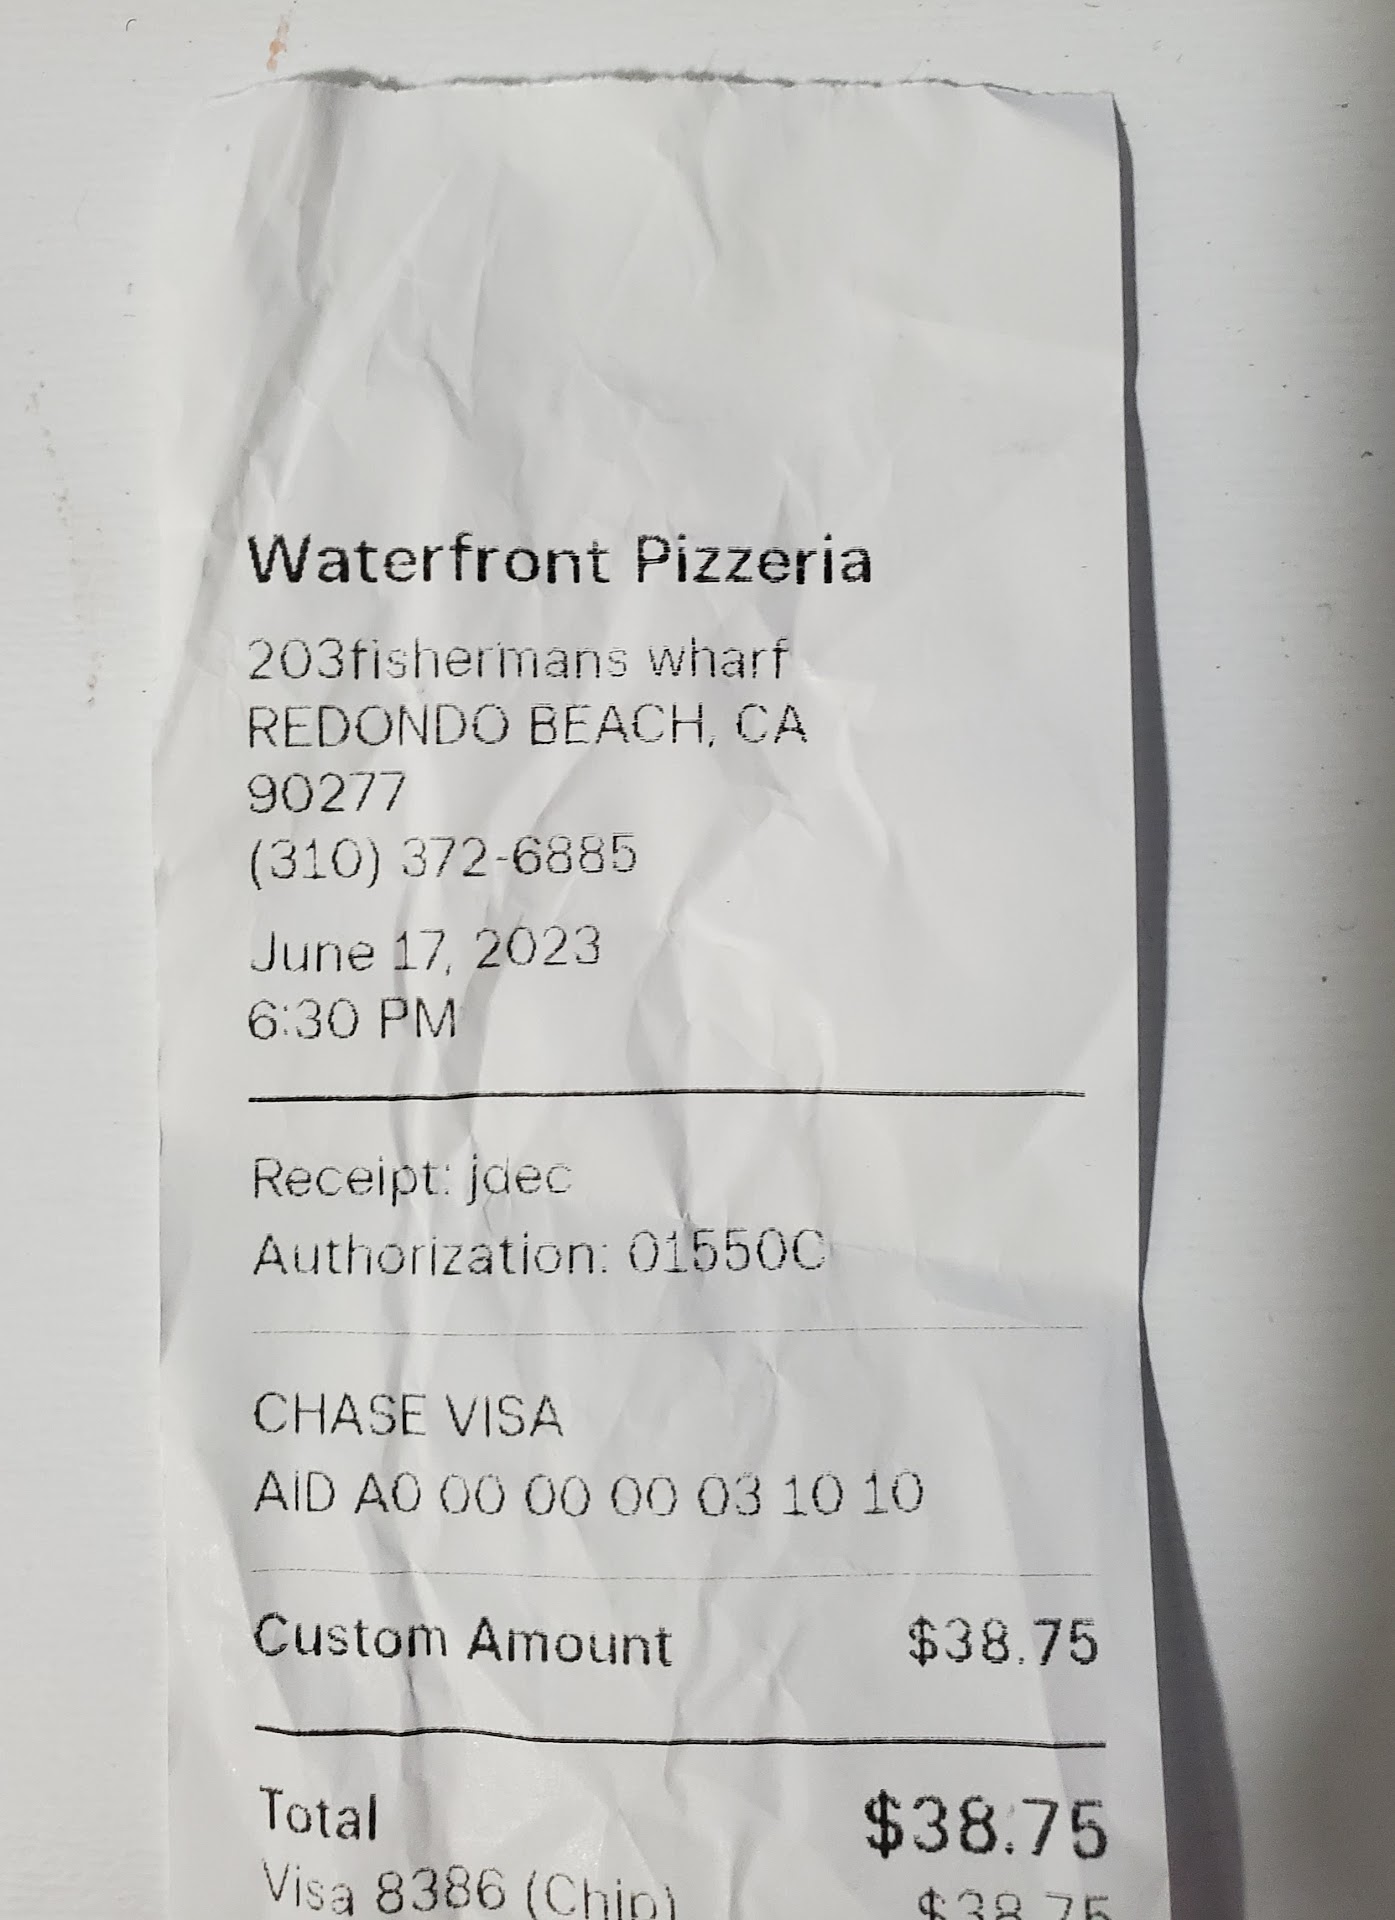 Waterfront Pizzeria
203fishermans wharf
REDONDO BEACH, CA
90277
(310) 372-6885
June 17, 2023
6:30 PM
Receipt: jdec
Authorization: 01550C
CHASE VISA
AID A0 00 00 00 03 10 10
Custom Amount $38.75
Total $38.75
Visa 8386 (Chip) $38.75